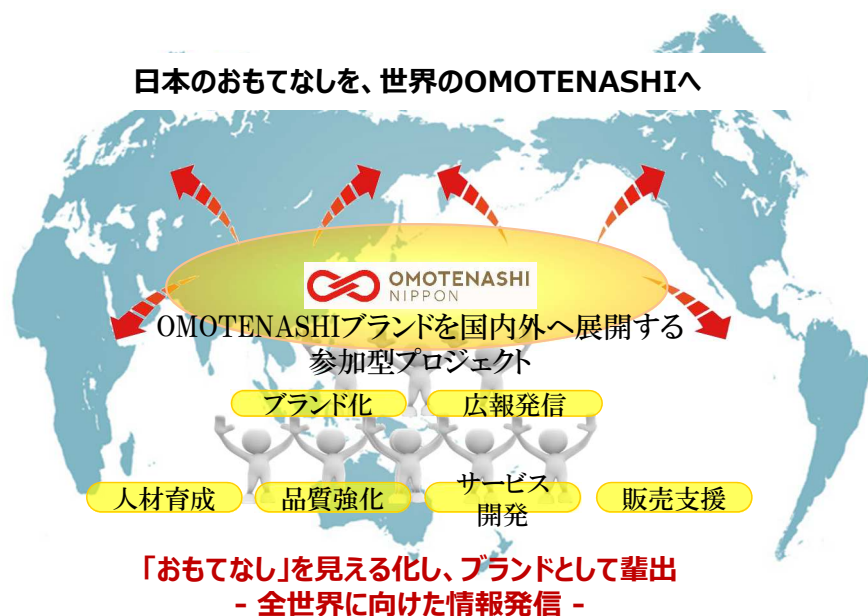 日本のおもてなしを、世界のOMOTENASHIへ
OMOTENASHI
NIPPON
OMOTENASHIブランドを国内外へ展開する
参加型プロジェクト
ブランド化
広報発信
人材育成
品質強化
サービス
開発
販売支援
「おもてなし」を見える化し、ブランドとして輩出
- 全世界に向けた情報発信 -